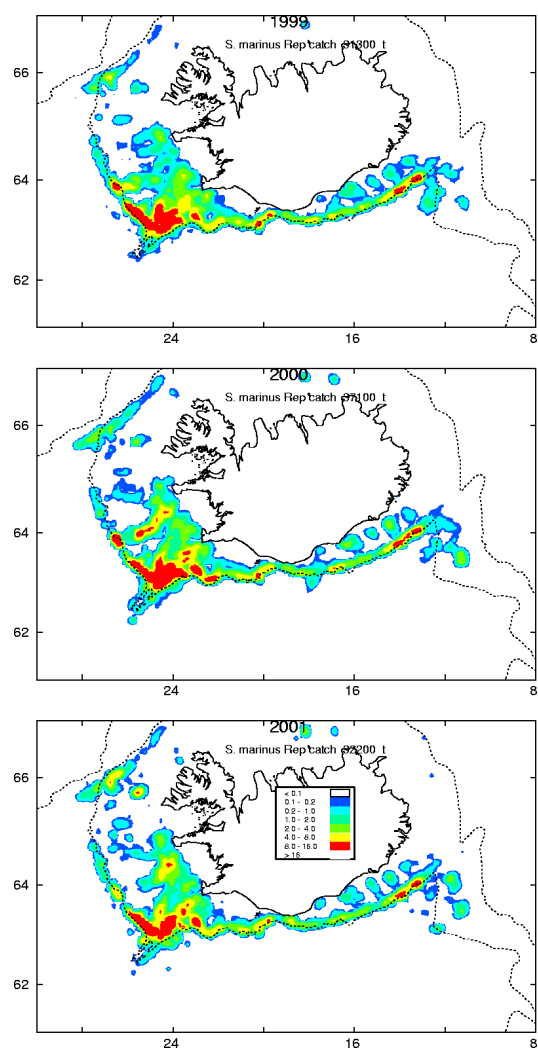 1999
S. marinus Rep catch 31300 t
66
64
62
24 16 8
2000
S. marinus Rep catch 37100 t
66
64
62
24 16 8
2001
S. marinus Rep catch 32200 t
66
< 0.1
0.1 - 0.2
0.2 - 1.0
1.0 - 2.0
2.0 - 4.0
4.0 - 8.0
8.0 - 16.0
> 16
64
62
24 16 8